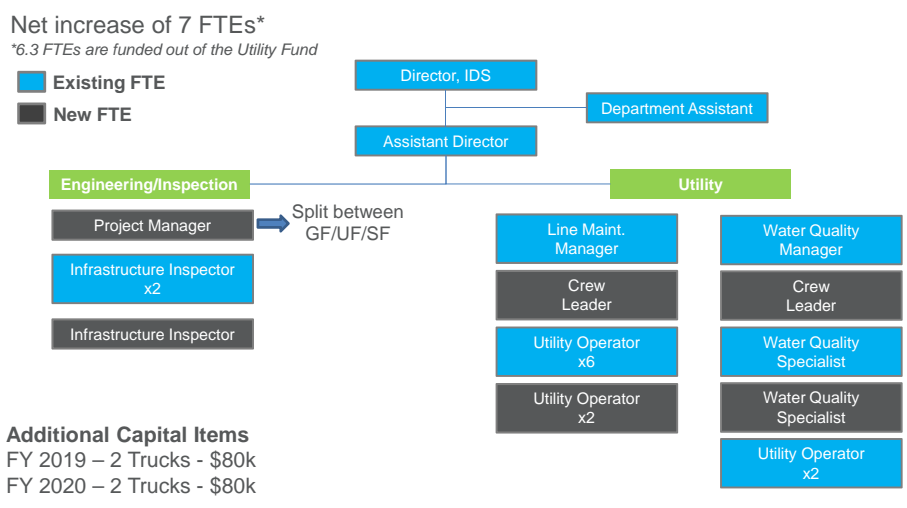 Net increase of 7 FTEs*
*6.3 FTEs are funded out of the Utility Fund
Existing FTE
New FTE
Director, IDS
Department Assistant
Assistant Director
Engineering/Inspection
Project Manager
Split between
GF/UF/SF
Infrastructure Inspector
x2
Infrastructure Inspector
Utility
Line Maint.
Manager
Crew
Leader
Utility Operator
x6
Utility Operator
x2
Water Quality
Manager
Crew
Leader
Water Quality
Specialist
Water Quality
Specialist
Utility Operator
x2
Additional Capital Items
FY 2019 – 2 Trucks - $80k
FY 2020 – 2 Trucks - $80k